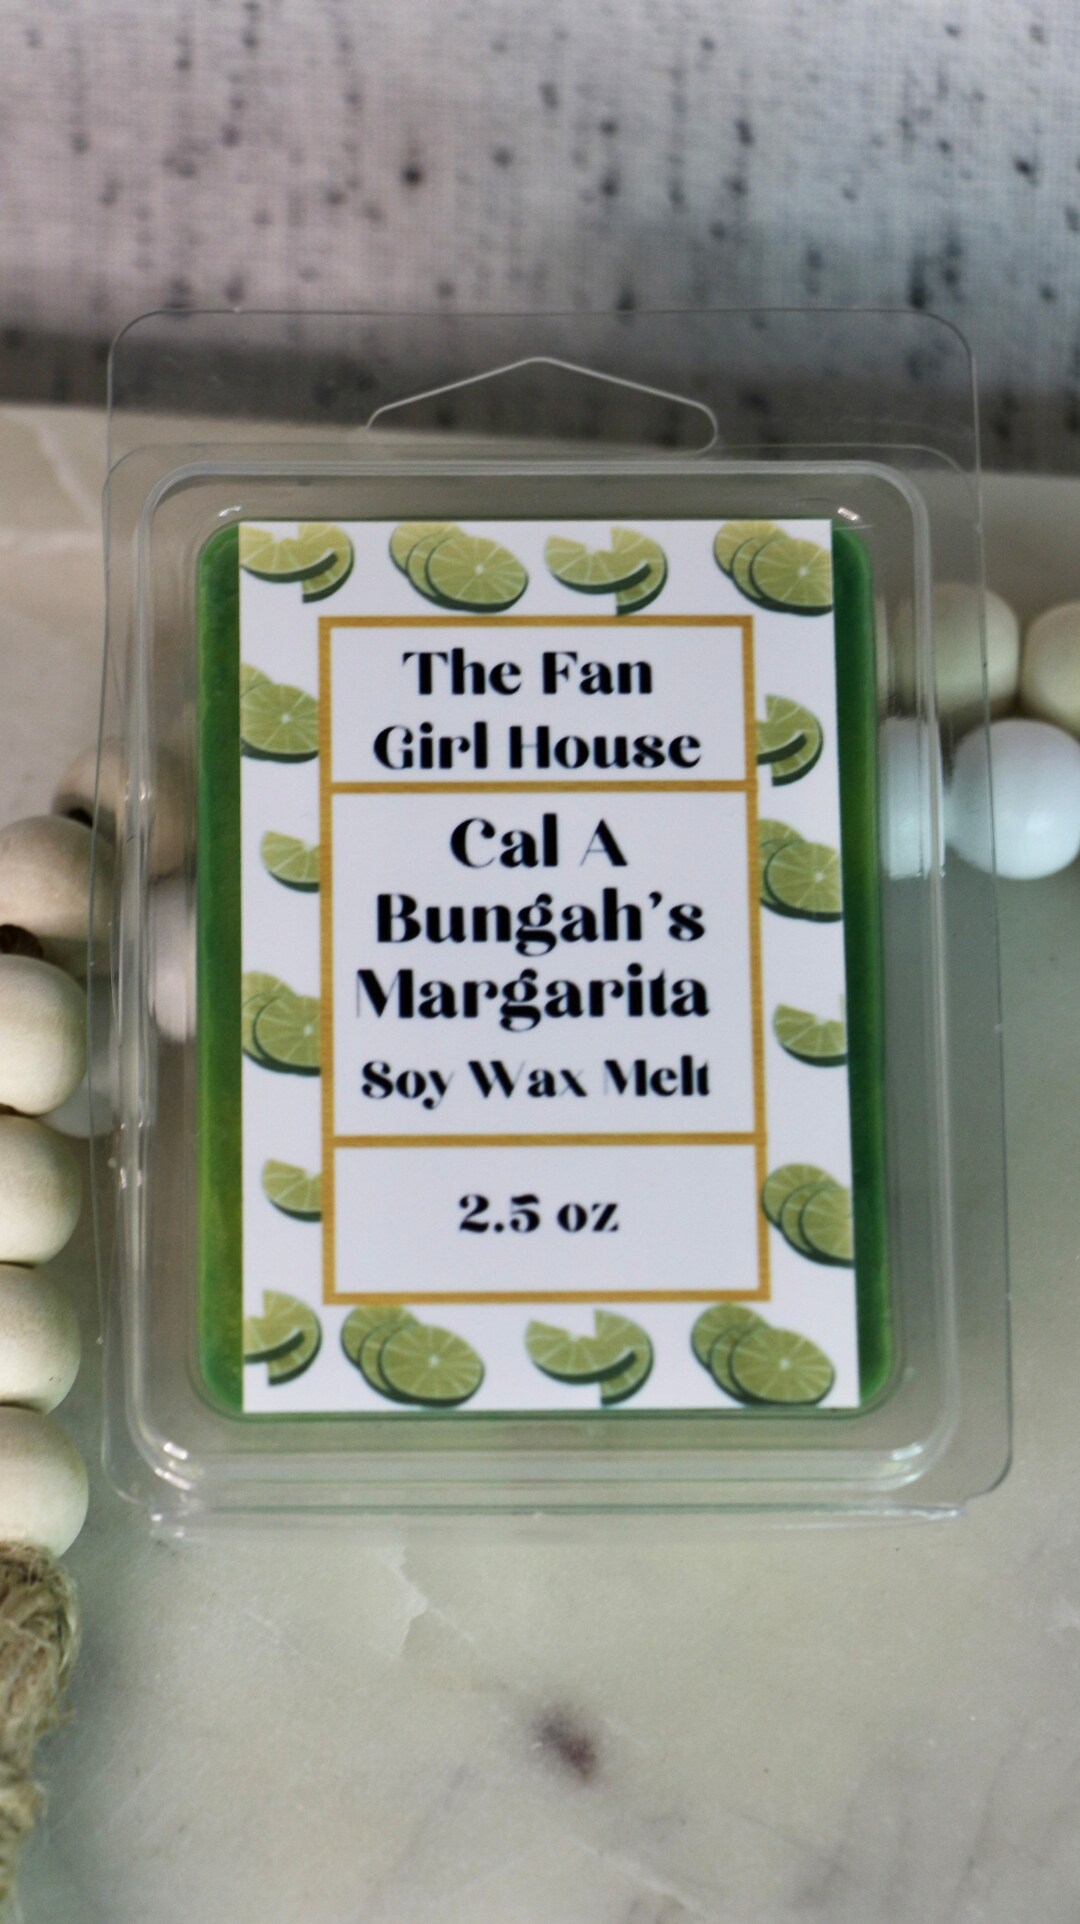 The Fan
Girl House
Cal A
Bungah's
Margarita
Soy Wax Melt
2.5 oz